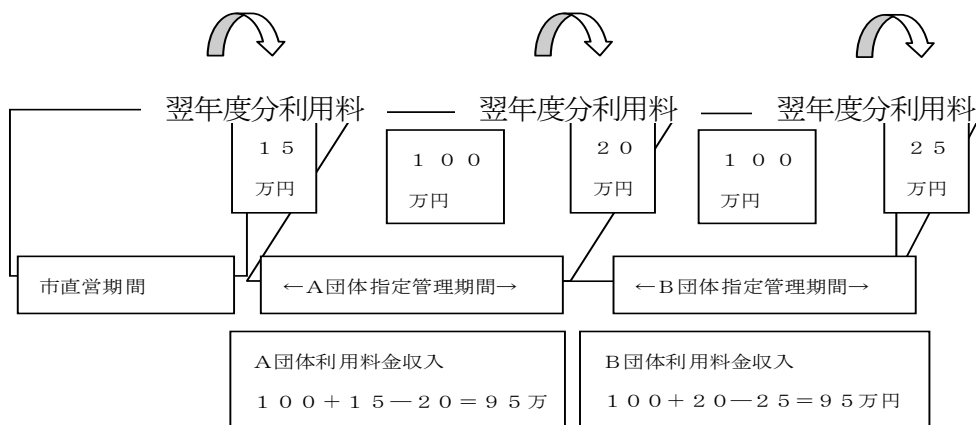 翌年度分利用料
翌年度分利用料
翌年度分利用料
１５
万円
１００
万円
２０
万円
１００
万円
２５
万円
市直営期間
←Ａ団体指定管理期間→
←Ｂ団体指定管理期間→
Ａ団体利用料金収入
１００＋１５－２０＝９５万
Ｂ団体利用料金収入
１００＋２０－２５＝９５万円